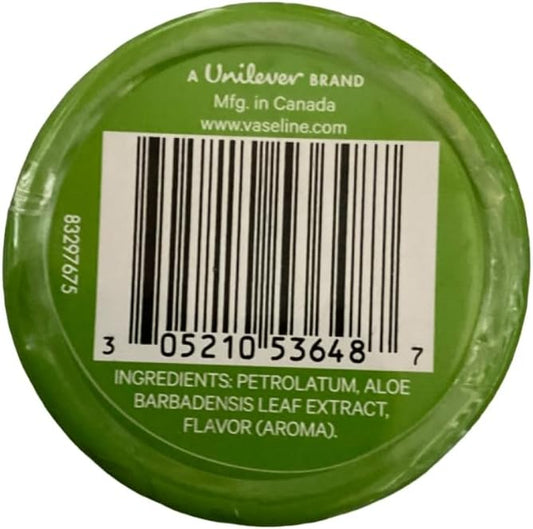 A Unilever BRAND
Mfg. in Canada
www.vaseline.com
83297675
3 05210 53648 7
INGREDIENTS: PETROLATUM, ALOE
BARBADENSIS LEAF EXTRACT,
FLAVOR (AROMA).